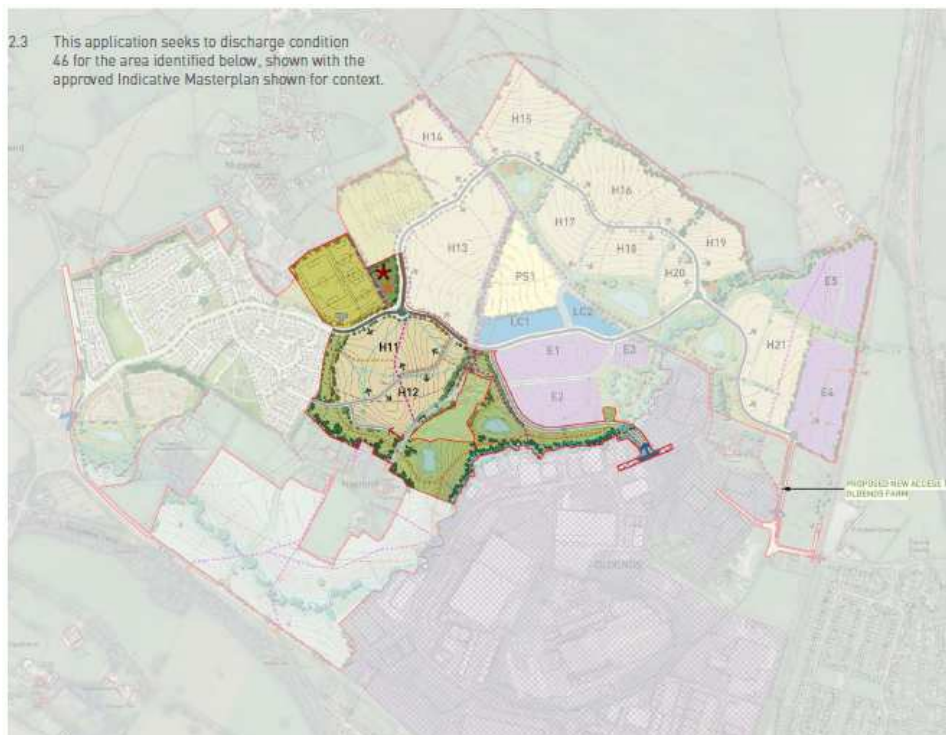 2.3 This application seeks to discharge condition
46 for the area identified below, shown with the
approved Indicative Masterplan shown for context.
H15
H14
H16
H17
H18
H19
H13
H20
PS1
E5
LC1
LC2
H11
E1
E3
H21
H12
E2
E4
PROPOSED NEW ACCESS
OLDENDS FARM
OLDENDS